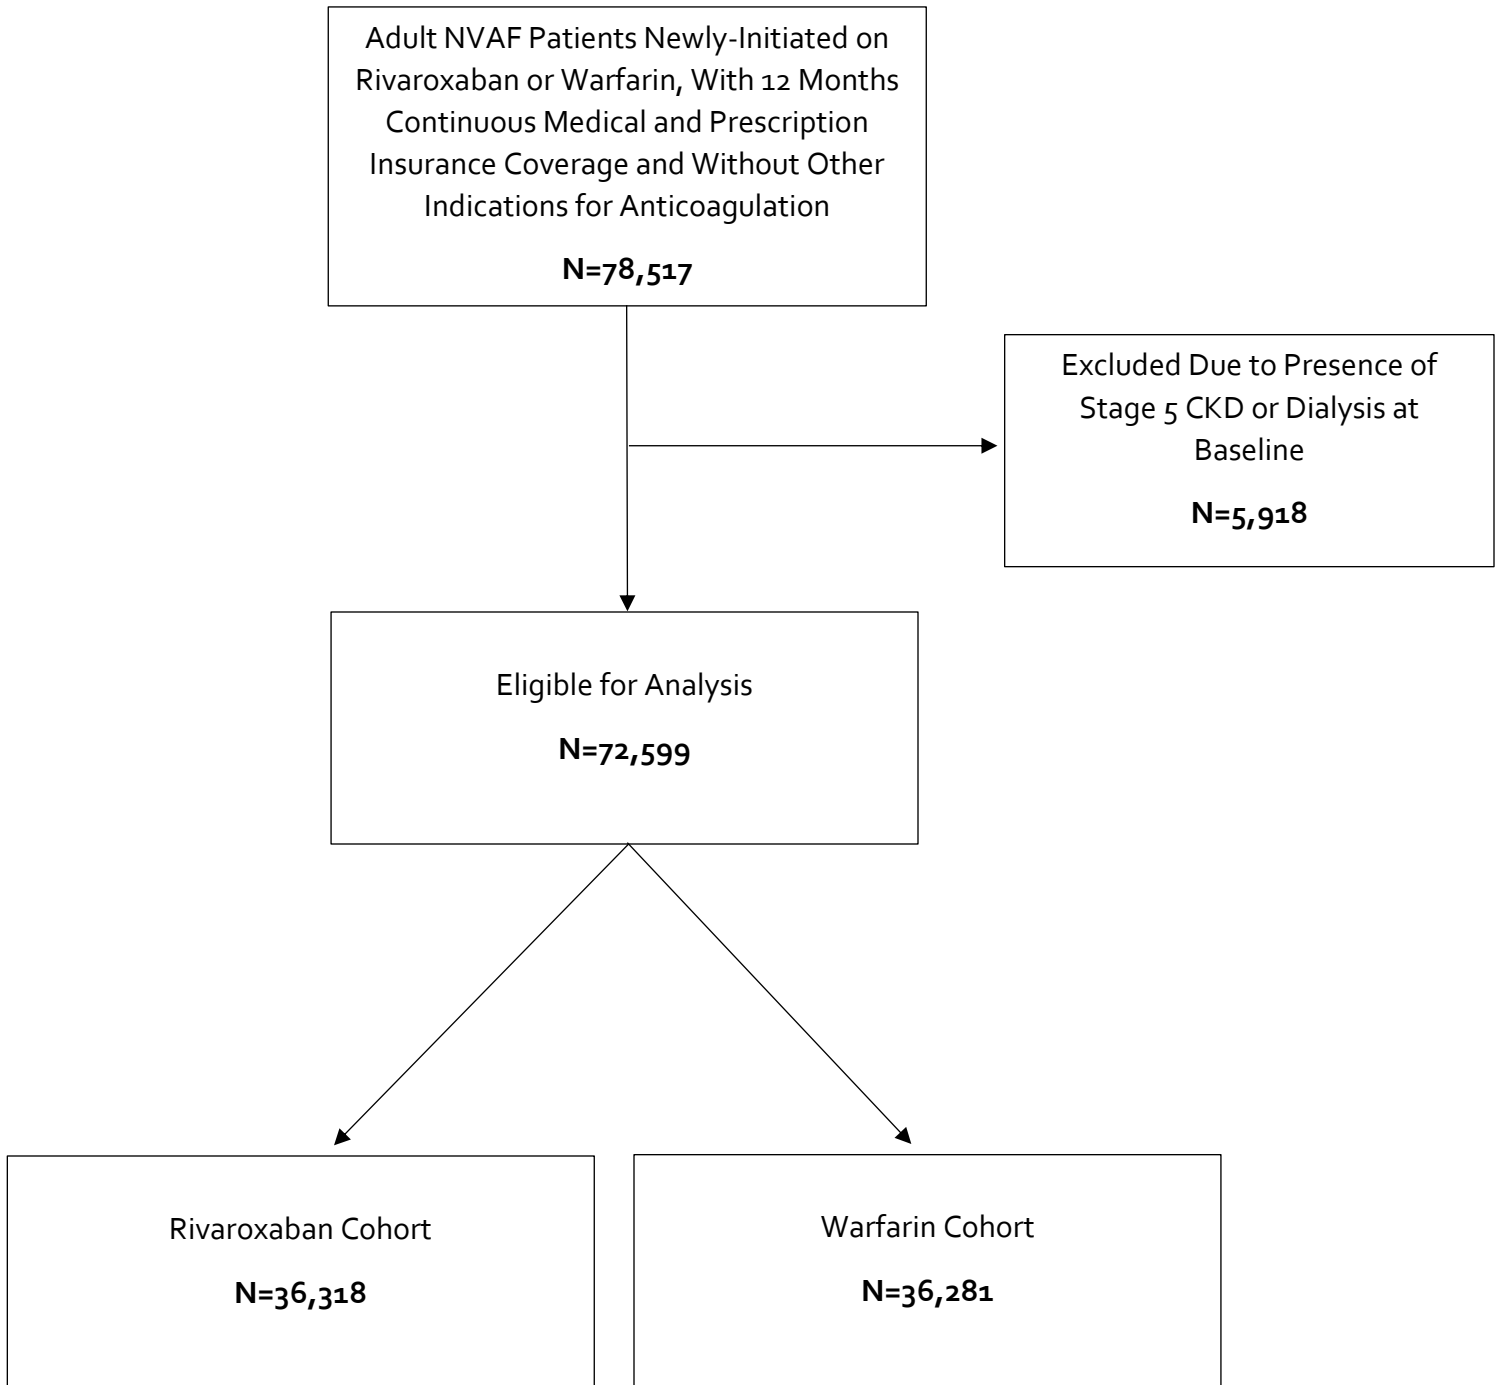 Adult NVAF Patients Newly-Initiated on
Rivaroxaban or Warfarin, With 12 Months
Continuous Medical and Prescription
Insurance Coverage and Without Other
Indications for Anticoagulation
N=78,517
Excluded Due to Presence of
Stage 5 CKD or Dialysis at
Baseline
N=5,918
Eligible for Analysis
N=72,599
Rivaroxaban Cohort
N=36,318
Warfarin Cohort
N=36,281